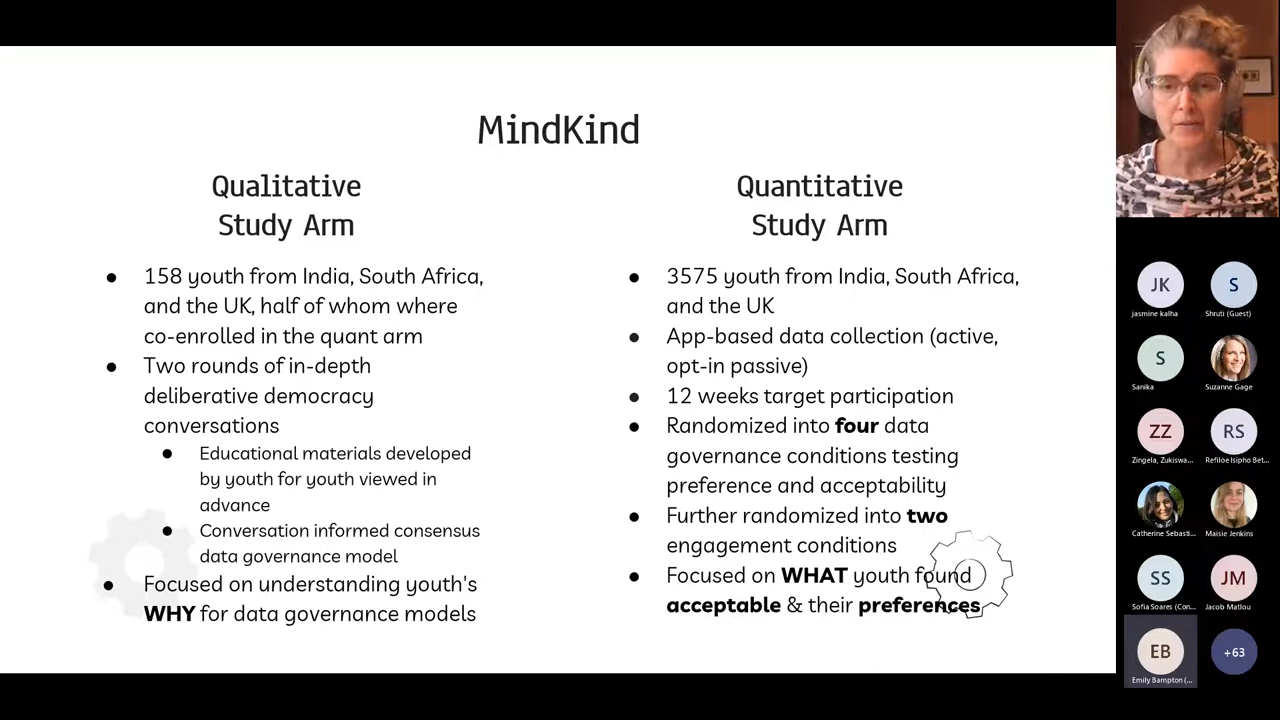 MindKind
Qualitative
Study Arm
158 youth from India, South Africa,
and the UK, half of whom where
co-enrolled in the quant arm
Two rounds of in-depth
deliberative democracy
conversations
Educational materials developed
by youth for youth viewed in
advance
Conversation informed consensus
data governance model
Focused on understanding youth's
WHY for data governance models
Quantitative
Study Arm
3575 youth from India, South Africa,
and the UK
App-based data collection (active,
opt-in passive)
12 weeks target participation
Randomized into four data
governance conditions testing
preference and acceptability
Further randomized into two
engagement conditions
Focused on WHAT youth found
acceptable & their preferences
JK
jasmine kalha
S
Shruti (Guest)
S
Sanika
Suzanne Gage
ZZ
Zingela, Zukiswa...
RS
Refiloe Isipho Bet...
Catherine Sebasti...
Maisie Jenkins
SS
Sofia Soares (Con...
JM
Jacob Matlou
EB
Emily Bampton (...
+63